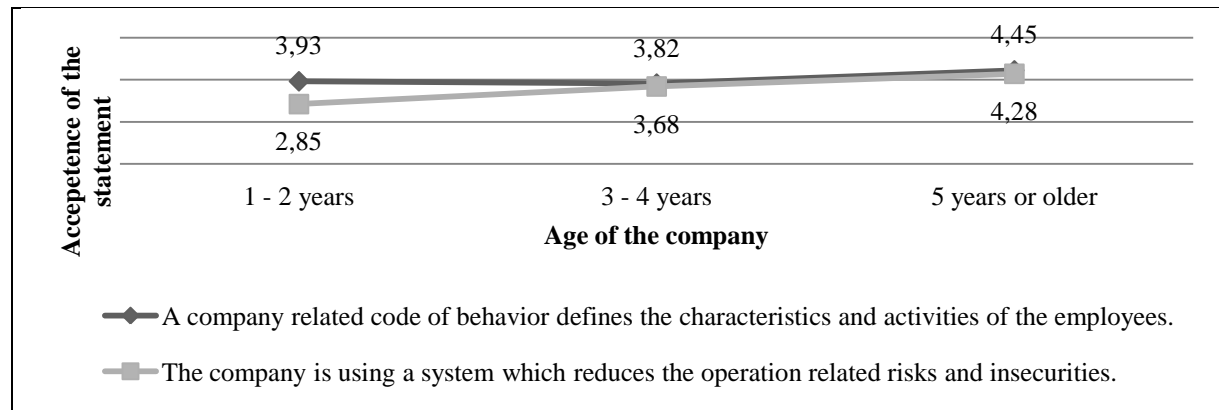 3,93
3,82
4,45
2,85
3,68
4,28
Accepetence of the
statement
1 - 2 years
3 - 4 years
5 years or older
Age of the company
A company related code of behavior defines the characteristics and activities of the employees.
The company is using a system which reduces the operation related risks and insecurities.